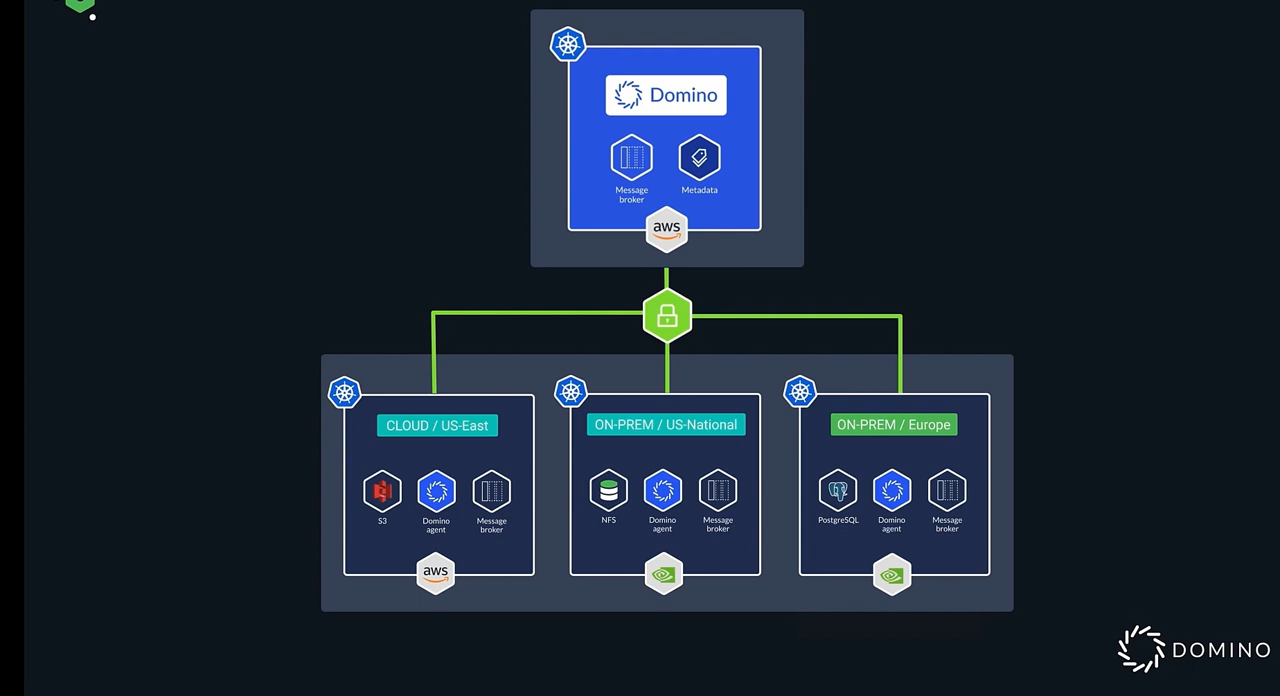 Domino
Message
broker
Metadata
aws
CLOUD / US-East
S3
Domino
agent
Message
broker
aws
ON-PREM / US-National
NFS
Domino
agent
Message
broker
ON-PREM / Europe
PostgreSQL
Domino
agent
Message
broker
DOMINO